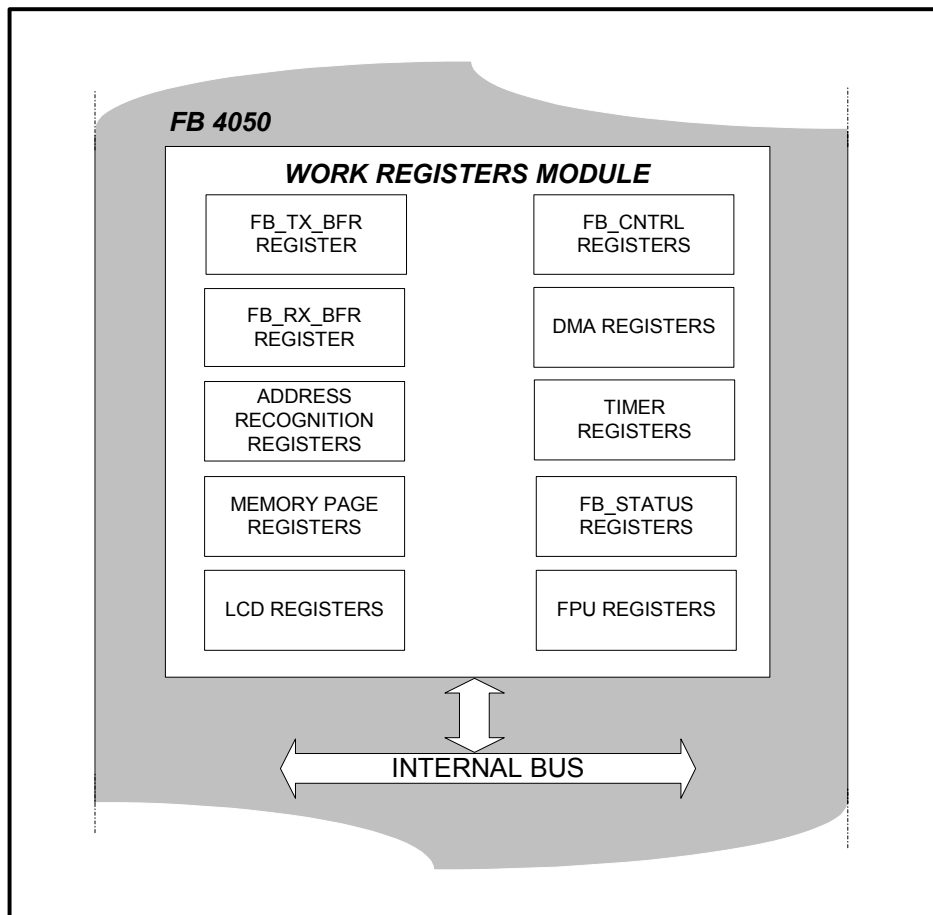 FB 4050
WORK REGISTERS MODULE
FB_TX_BFR
REGISTER
FB_CNTRL
REGISTERS
FB_RX_BFR
REGISTER
DMA REGISTERS
ADDRESS
RECOGNITION
REGISTERS
TIMER
REGISTERS
MEMORY PAGE
REGISTERS
FB_STATUS
REGISTERS
LCD REGISTERS
FPU REGISTERS
INTERNAL BUS